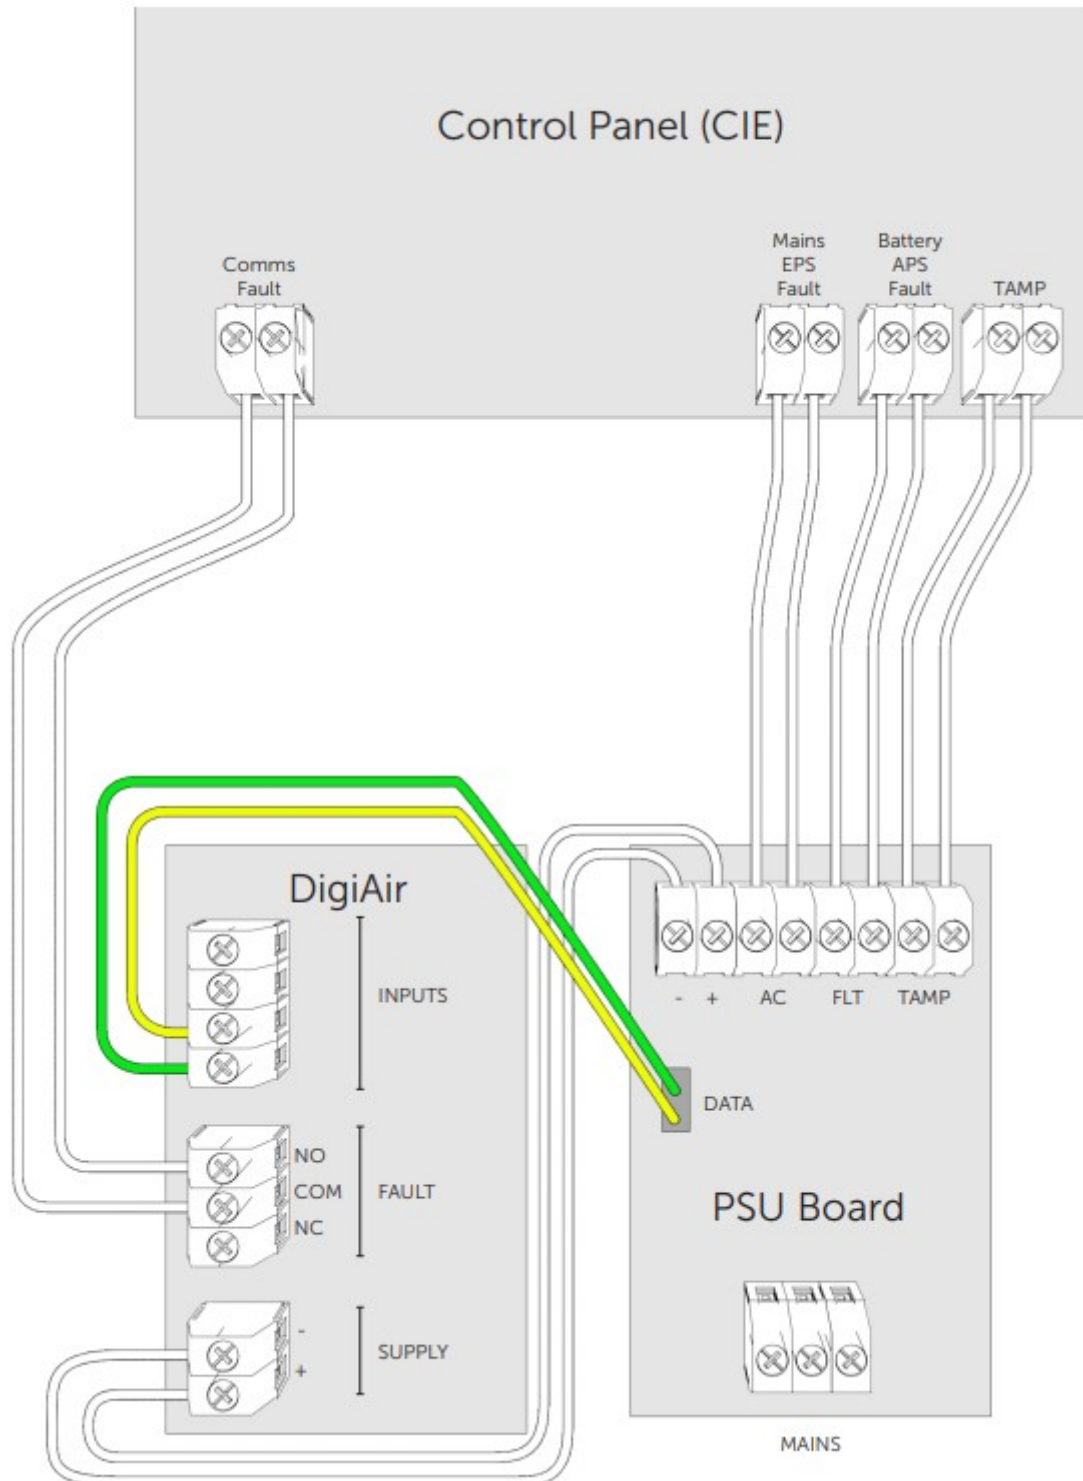 Control Panel (CIE)
Comms
Fault
Mains
EPS
Fault
Battery
APS
Fault
TAMP
DigiAir
INPUTS
NO
COM
NC
FAULT
-
+
SUPPLY
- + AC FLT TAMP
DATA
PSU Board
MAINS